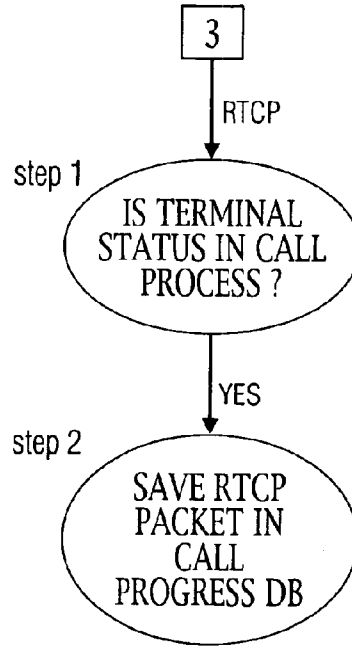 3
RTCP
step 1
IS TERMINAL
STATUS IN CALL
PROCESS ?
YES
step 2
SAVE RTCP
PACKET IN
CALL
PROGRESS DB